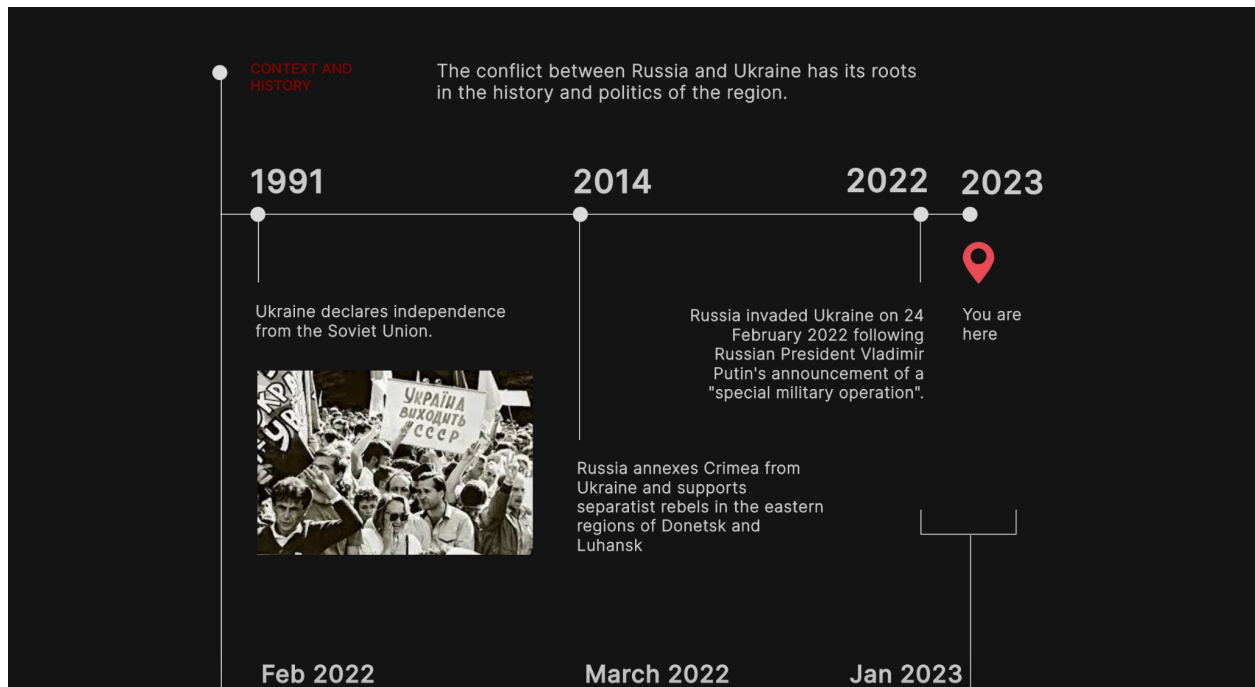 CONTEXT AND
HISTORY
The conflict between Russia and Ukraine has its roots
in the history and politics of the region.
1991
2014
2022
2023
Ukraine declares independence
from the Soviet Union.
УКРАЇНА
ВИХОДИТЬ
З СССР
Russia annexes Crimea from
Ukraine and supports
separatist rebels in the eastern
regions of Donetsk and
Luhansk
Russia invaded Ukraine on 24
February 2022 following
Russian President Vladimir
Putin's announcement of a
"special military operation".
You are
here
Feb 2022
March 2022
Jan 2023